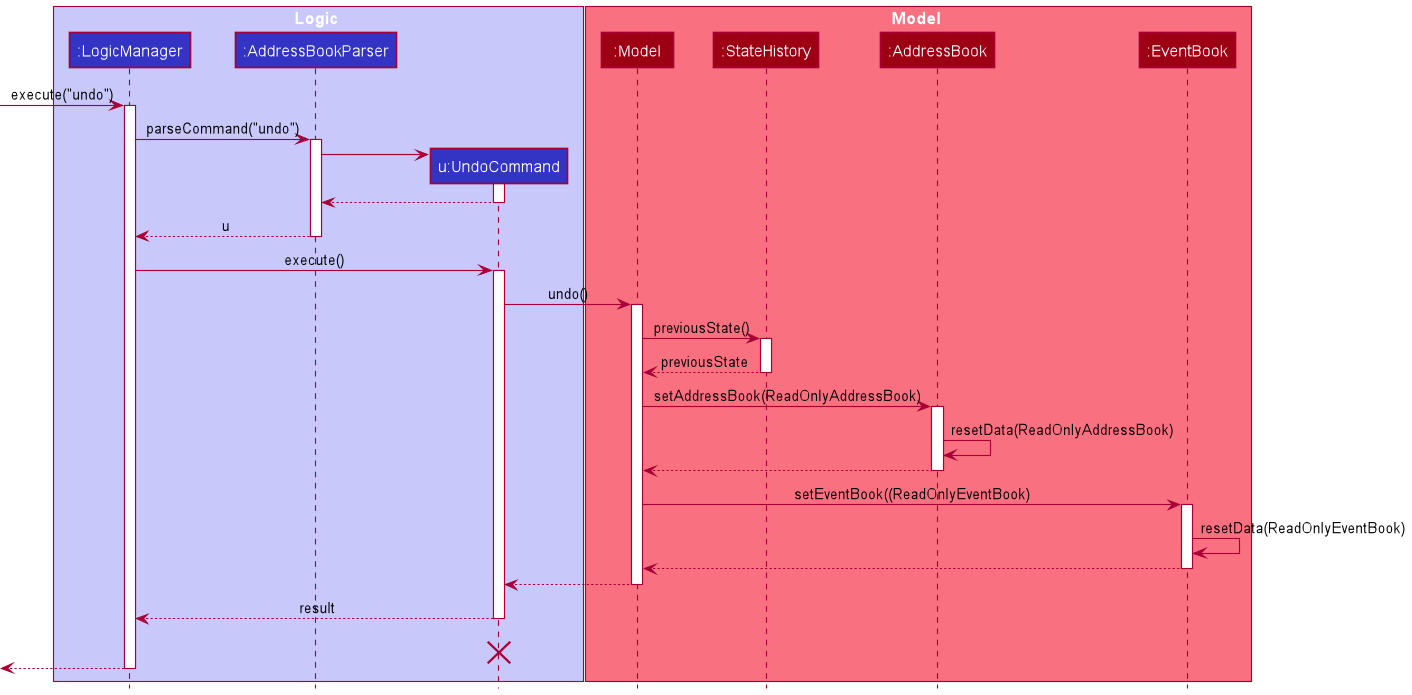 Logic
Model
:LogicManager
:AddressBookParser
:Model
:StateHistory
:AddressBook
:EventBook
execute("undo")
parseCommand("undo")
u:UndoCommand
u
execute()
undo()
previousState()
previousState
setAddressBook(ReadOnlyAddressBook)
resetData(ReadOnlyAddressBook)
setEventBook((ReadOnlyEventBook)
resetData(ReadOnlyEventBook)
result